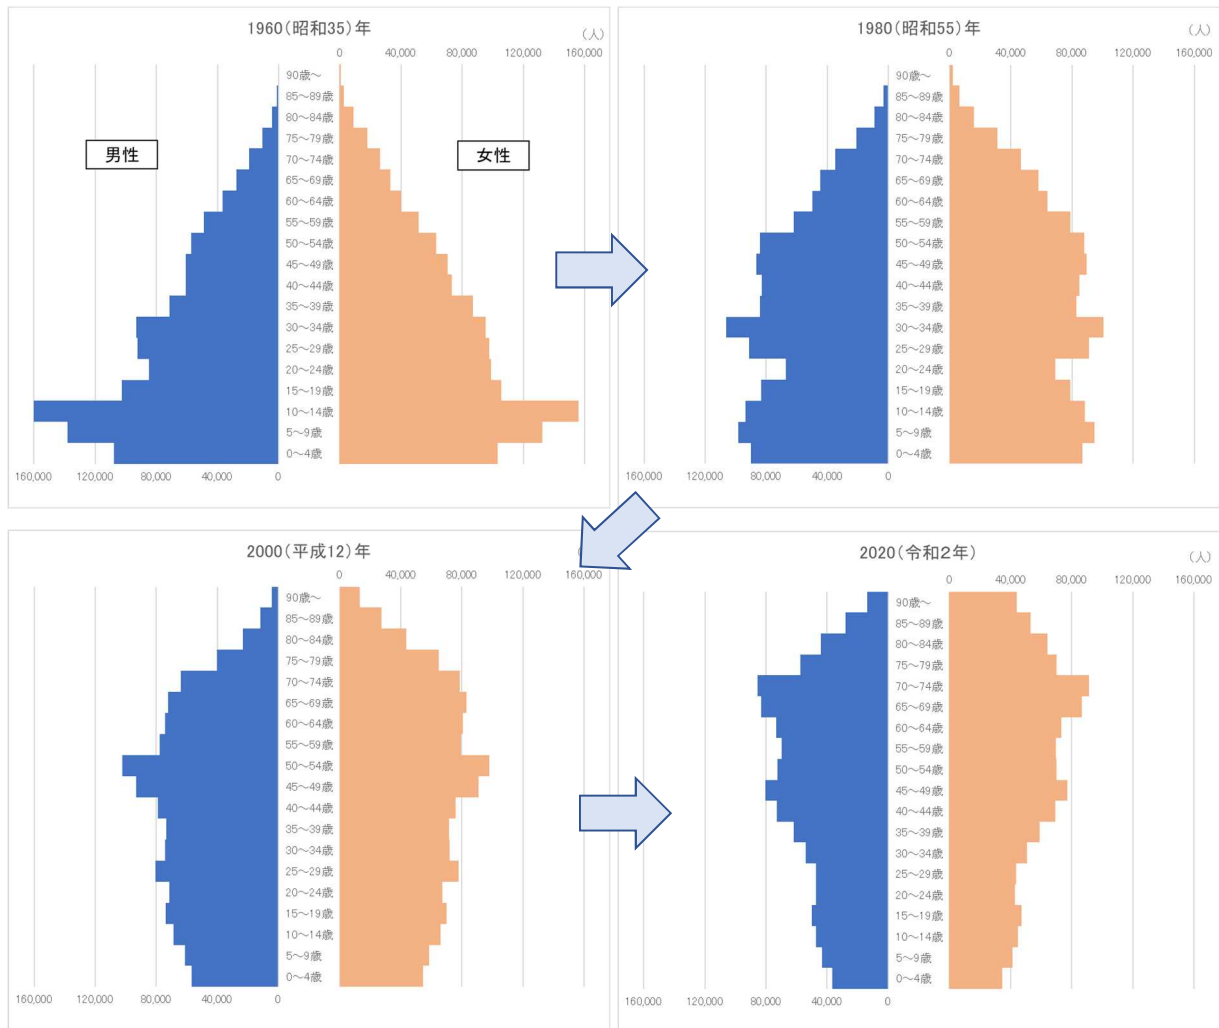 1960(昭和35)年
(人)
0 40,000 80,000 120,000 160,000
90歳～
85～89歳
80～84歳
75～79歳
70～74歳
65～69歳
60～64歳
55～59歳
50～54歳
45～49歳
40～44歳
35～39歳
30～34歳
25～29歳
20～24歳
15～19歳
10～14歳
5～9歳
0～4歳
男性
女性
160,000 120,000 80,000 40,000 0
1980(昭和55)年
(人)
0 40,000 80,000 120,000 160,000
90歳～
85～89歳
80～84歳
75～79歳
70～74歳
65～69歳
60～64歳
55～59歳
50～54歳
45～49歳
40～44歳
35～39歳
30～34歳
25～29歳
20～24歳
15～19歳
10～14歳
5～9歳
0～4歳
160,000 120,000 80,000 40,000 0
2000(平成12)年
0 40,000 80,000 120,000 160,000
90歳～
85～89歳
80～84歳
75～79歳
70～74歳
65～69歳
60～64歳
55～59歳
50～54歳
45～49歳
40～44歳
35～39歳
30～34歳
25～29歳
20～24歳
15～19歳
10～14歳
5～9歳
0～4歳
160,000 120,000 80,000 40,000 0
2020(令和2年)
(人)
0 40,000 80,000 120,000 160,000
90歳～
85～89歳
80～84歳
75～79歳
70～74歳
65～69歳
60～64歳
55～59歳
50～54歳
45～49歳
40～44歳
35～39歳
30～34歳
25～29歳
20～24歳
15～19歳
10～14歳
5～9歳
0～4歳
160,000 120,000 80,000 40,000 0